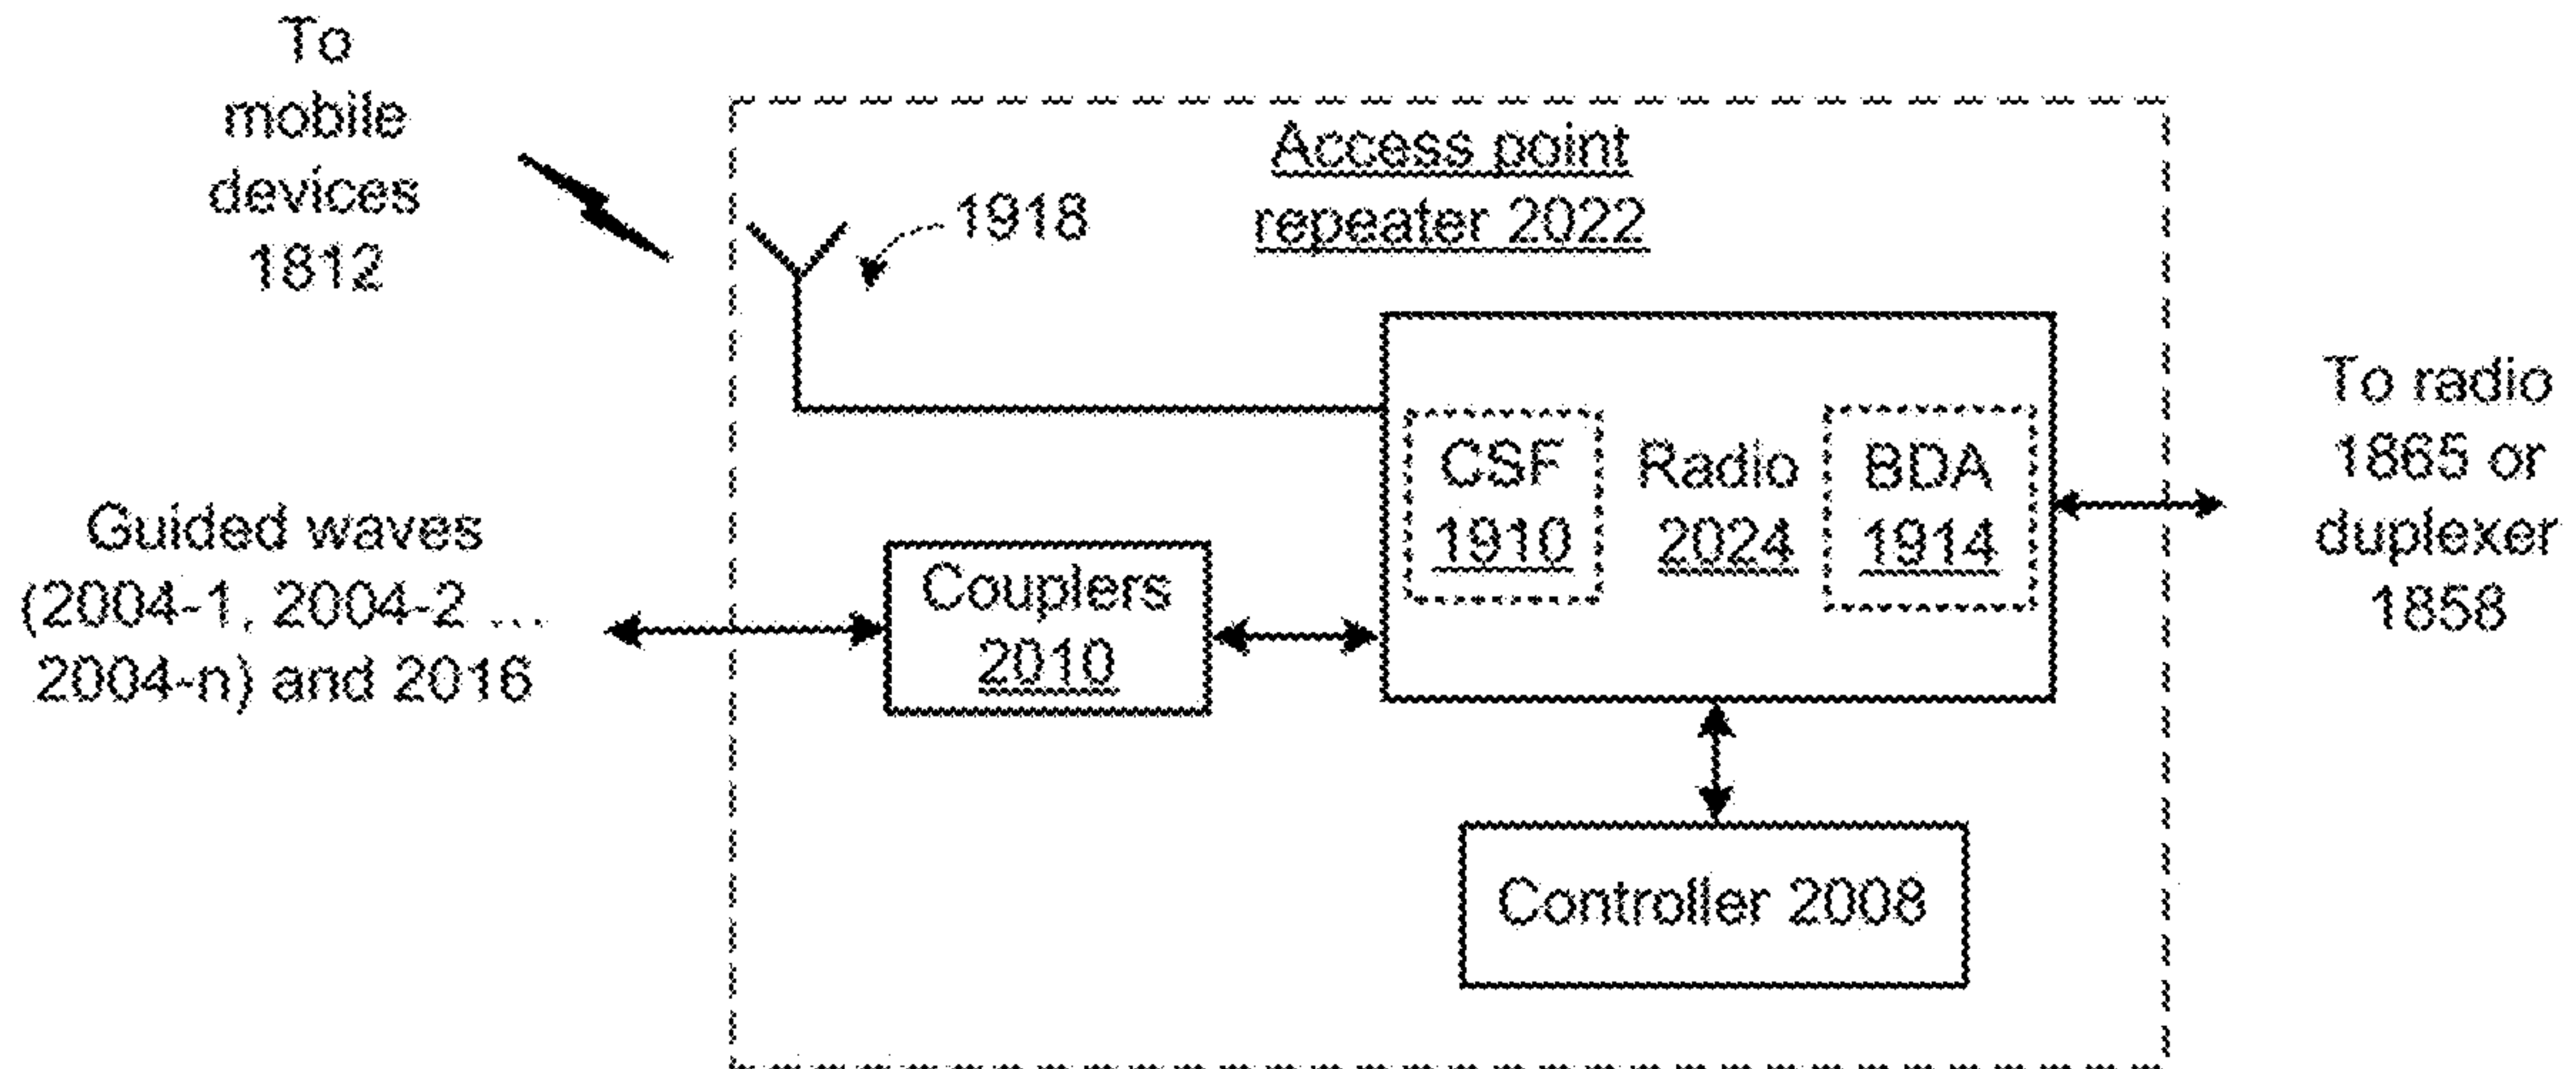 To
mobile
devices
1812
Access point
repeater 2022
1918
Guided waves
(2004-1, 2004-2 ...
2004-n) and 2016
Couplers
2010
CSF
1910
Radio
2024
BDA
1914
To radio
1865 or
duplexer
1858
Controller 2008